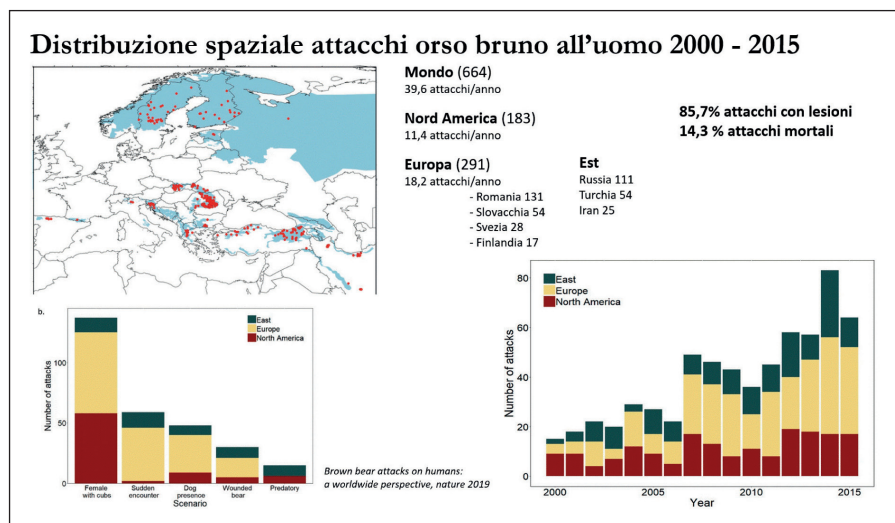 Distribuzione spaziale attacchi orso bruno all’uomo 2000 - 2015
Mondo (664)
39,6 attacchi/anno
Nord America (183)
11,4 attacchi/anno
Europa (291)
18,2 attacchi/anno
- Romania 131
- Slovacchia 54
- Svezia 28
- Finlandia 17
Est
Russia 111
Turchia 54
Iran 25
85,7% attacchi con lesioni
14,3 % attacchi mortali
b.
East
Europe
North America
Number of attacks
100
50
0
Female with cubs
Sudden encounter
Dog presence
Wounded bear
Predatory
Scenario
Brown bear attacks on humans:
a worldwide perspective, nature 2019
East
Europe
North America
Number of attacks
80
60
40
20
0
2000
2005
2010
2015
Year